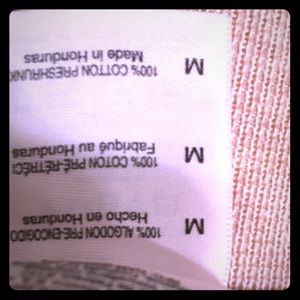 M 100% ALGODON PRE-ENCOGIDO
Hecho en Honduras
M 100% COTON PRÉ-RÉTRÉCI
Fabriqué au Honduras
M 100% COTTON PRESHRUNK
Made in Honduras